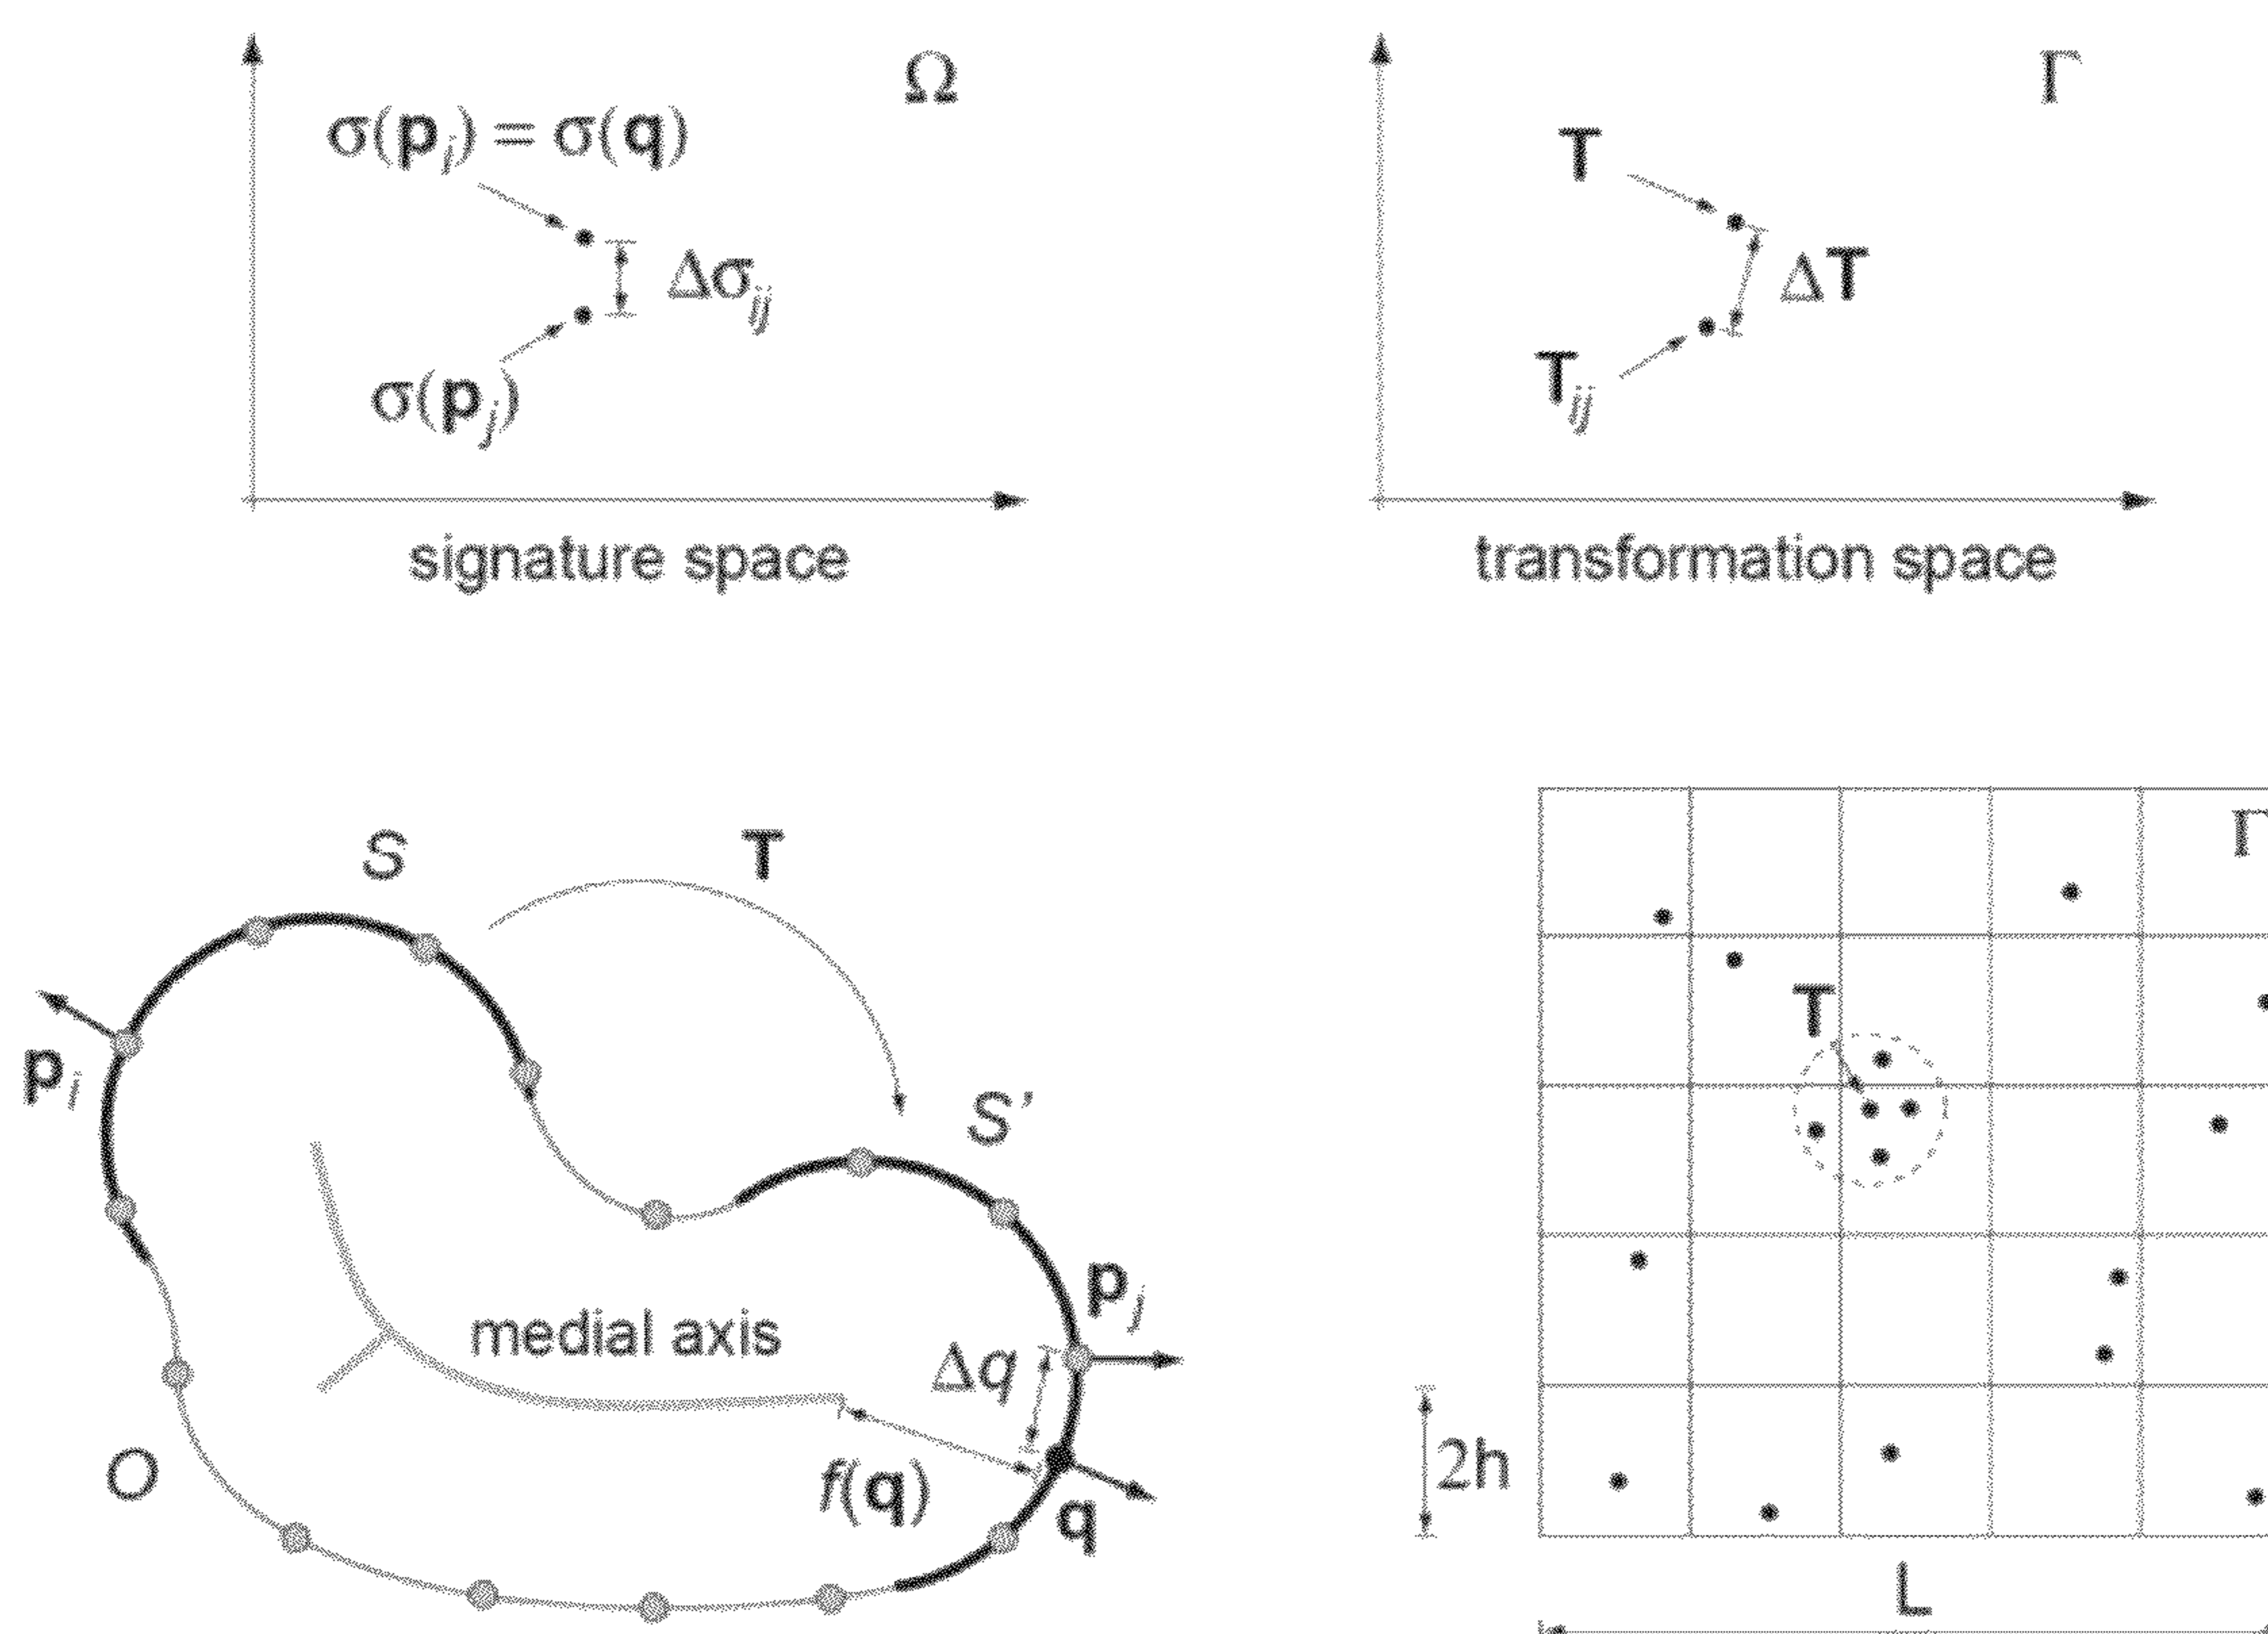 Ω
σ(pᵢ) = σ(q)
Δσᵢⱼ
σ(pⱼ)
signature space
Γ
T
ΔT
Tᵢⱼ
transformation space
S
T
pᵢ
S'
pⱼ
medial axis
Δq
O
f(q)
q
Γ
T
2h
L